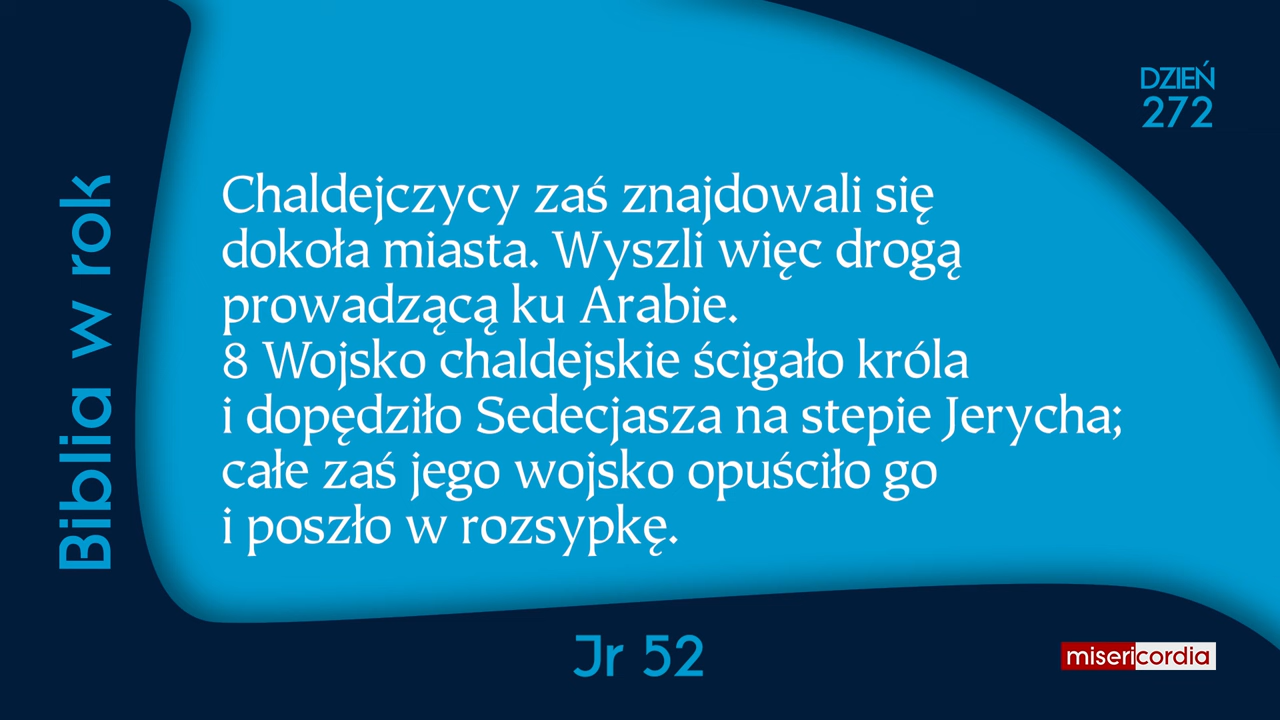 DZIEŃ
272
Biblia w rok
Chaldejczycy zaś znajdowali się
dokoła miasta. Wyszli więc drogą
prowadzącą ku Arabie.
8 Wojsko chaldejskie ścigało króla
i dopędziło Sedecjasza na stepie Jerycha;
całe zaś jego wojsko opuściło go
i poszło w rozsypkę.
Jr 52
misericordia